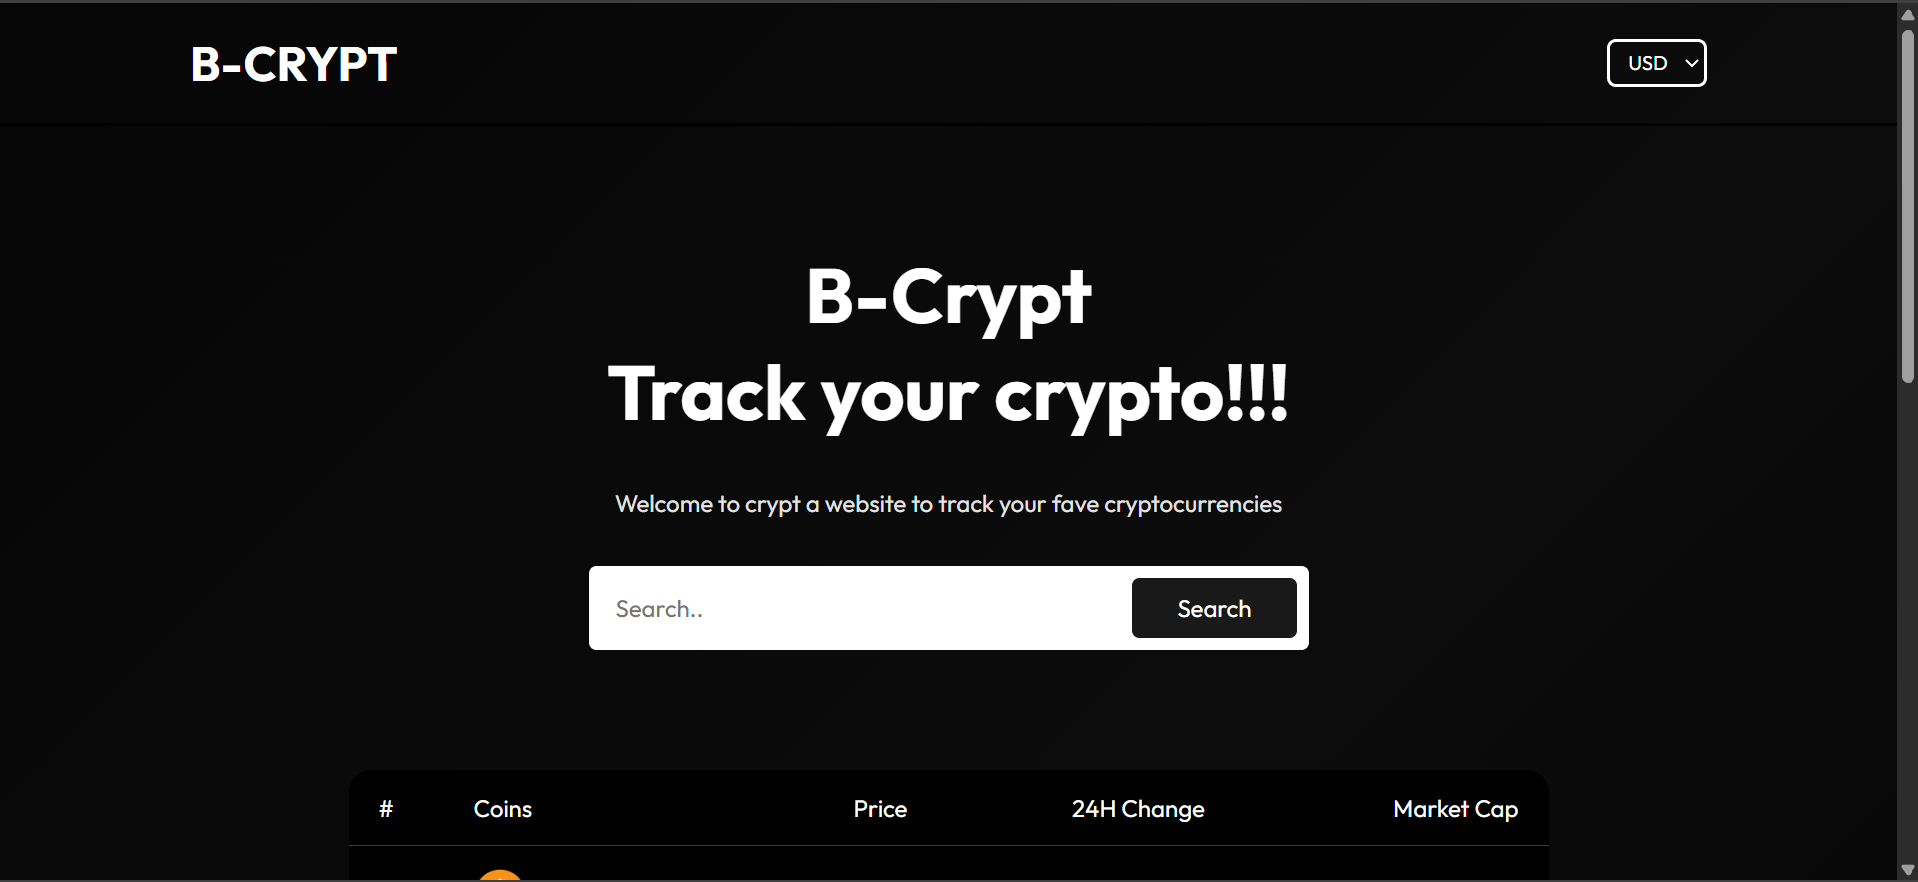 B-CRYPT
USD
B-Crypt
Track your crypto!!!
Welcome to crypt a website to track your fave cryptocurrencies
Search..
Search
# Coins Price 24H Change Market Cap